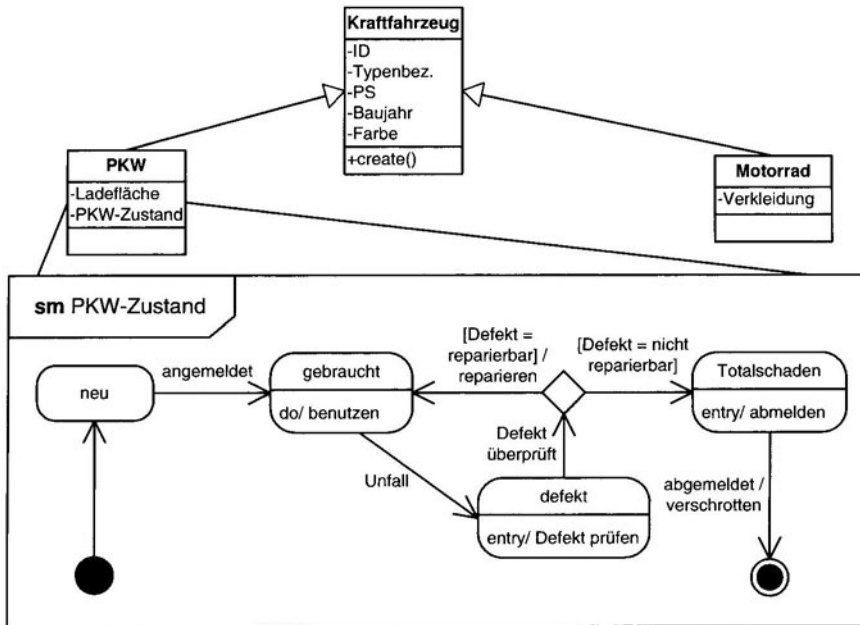 Kraftfahrzeug
-ID
-Typenbez.
-PS
-Baujahr
-Farbe
+create()
PKW
-Ladefläche
-PKW-Zustand
Motorrad
-Verkleidung
sm PKW-Zustand
neu
angemeldet
gebraucht
do/ benutzen
[Defekt =
reparierbar] /
reparieren
[Defekt = nicht
reparierbar]
Totalschaden
entry/ abmelden
Unfall
Defekt
überprüft
defekt
entry/ Defekt prüfen
abgemeldet /
verschrotten